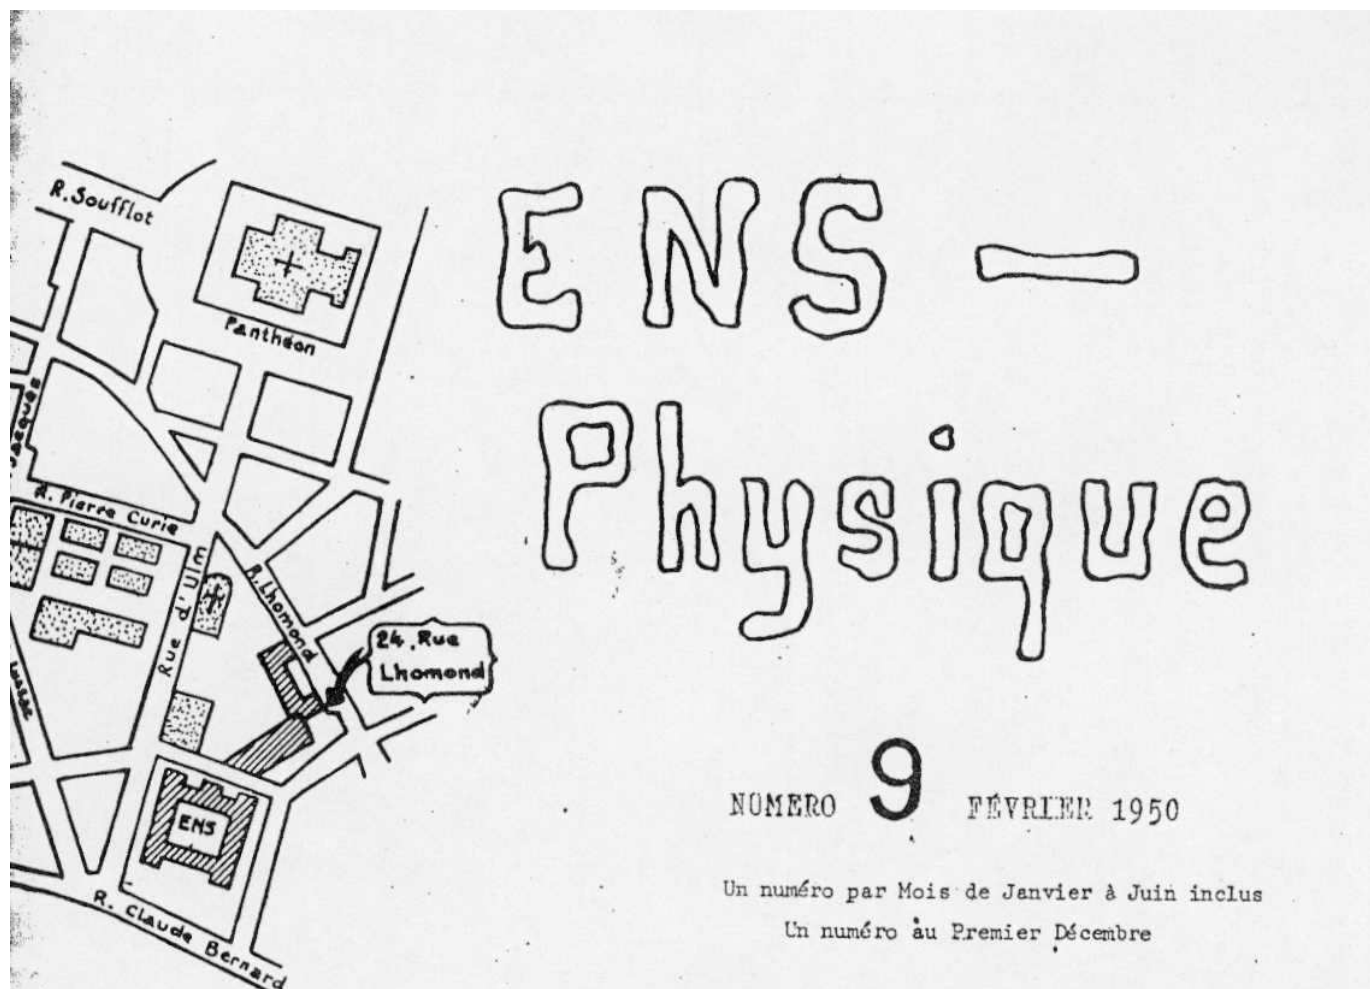 ENS —
Physique
NUMERO 9 FÉVRIER 1950
Un numéro par Mois de Janvier à Juin inclus
Un numéro au Premier Décembre
R. Soufflot
Panthéon
Jacques
R. Pierre Curie
Rue d'Ulm
R. Lhomond
24, Rue
Lhomond
ENS
R. Claude Bernard